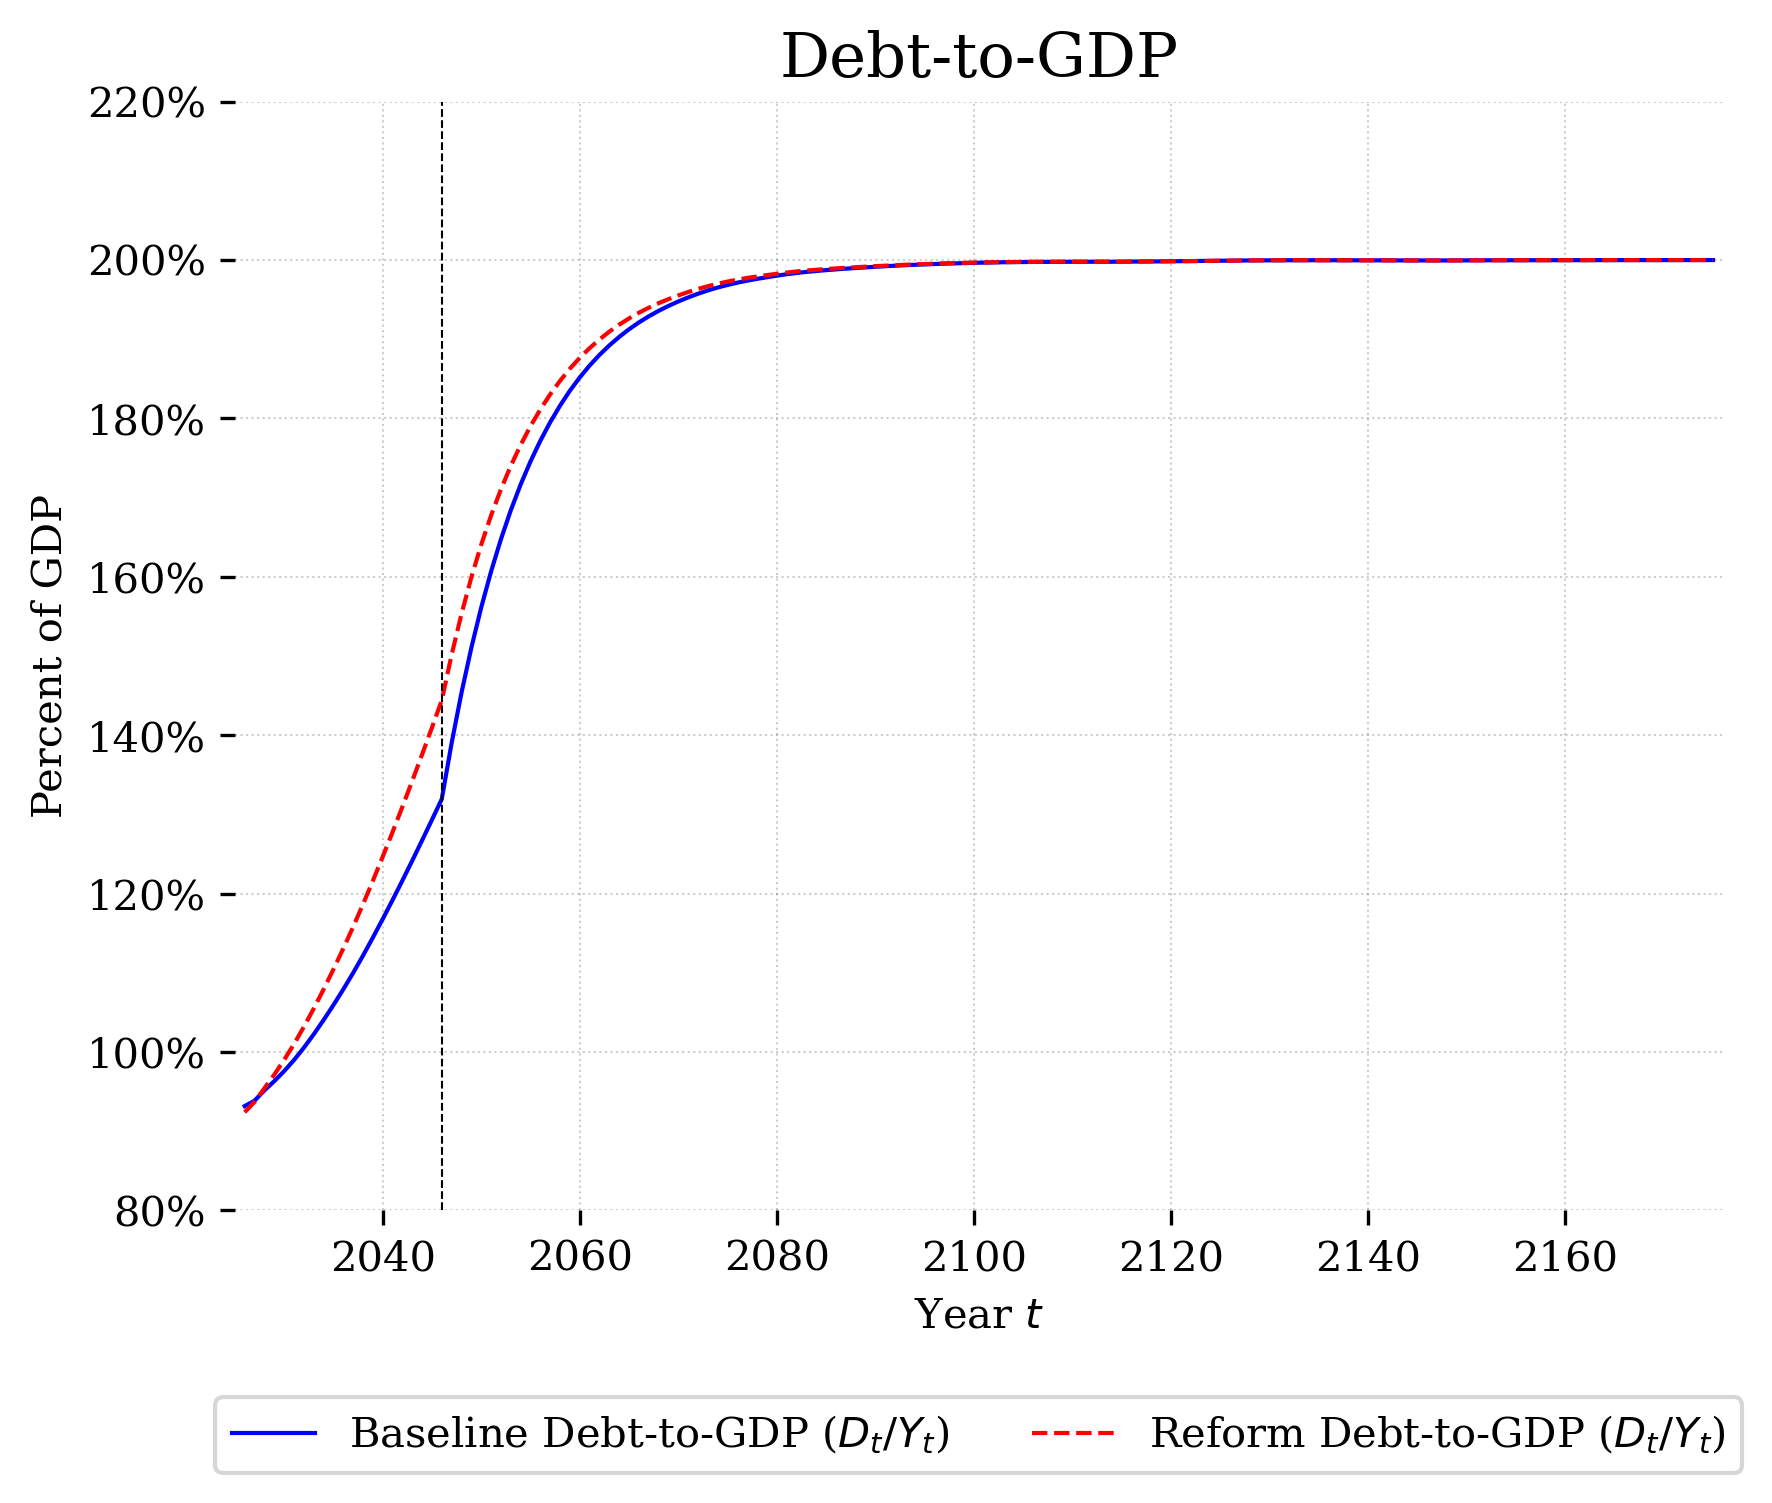 Debt-to-GDP
220%
200%
180%
160%
140%
120%
100%
80%
Percent of GDP
2040 2060 2080 2100 2120 2140 2160
Year t
Baseline Debt-to-GDP (Dₜ/Yₜ) Reform Debt-to-GDP (Dₜ/Yₜ)